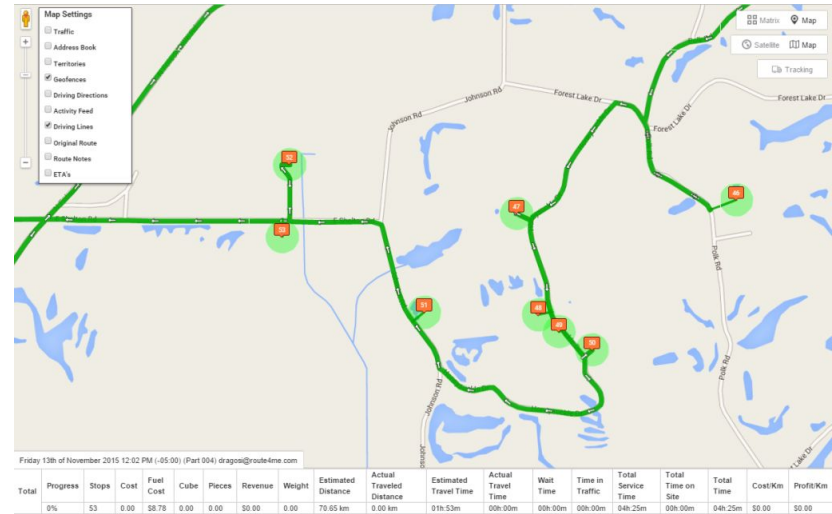 Map Settings
Traffic
Address Book
Territories
Geofences
Driving Directions
Activity Feed
Driving Lines
Original Route
Route Notes
ETA's
Matrix
Map
Satellite
Map
Tracking
Johnson Rd
Johnson Rd
Johnson Rd
Forest Lake Dr
Forest Lake Dr
Forest
46
47
48
49
50
51
52
53
E Shelton Rd
Johnson Rd
Polk Rd
Polk Rd
Lake Dr
Friday 13th of November 2015 12:02 PM (-05:00) (Part 004) dragosi@route4me.com
Total Progress Stops Cost Fuel Cost Cube Pieces Revenue Weight Estimated Distance Actual Traveled Distance Estimated Travel Time Actual Travel Time Wait Time Time in Traffic Total Service Time Total Time on Site Total Time Cost/Km Profit/Km
0% 53 0.00 $8.78 0.00 0.00 $0.00 0.00 70.65 km 0.00 km 01h:53m 00h:00m 00h:00m 00h:00m 04h:25m 00h:00m 04h:25m $0.00 $0.00